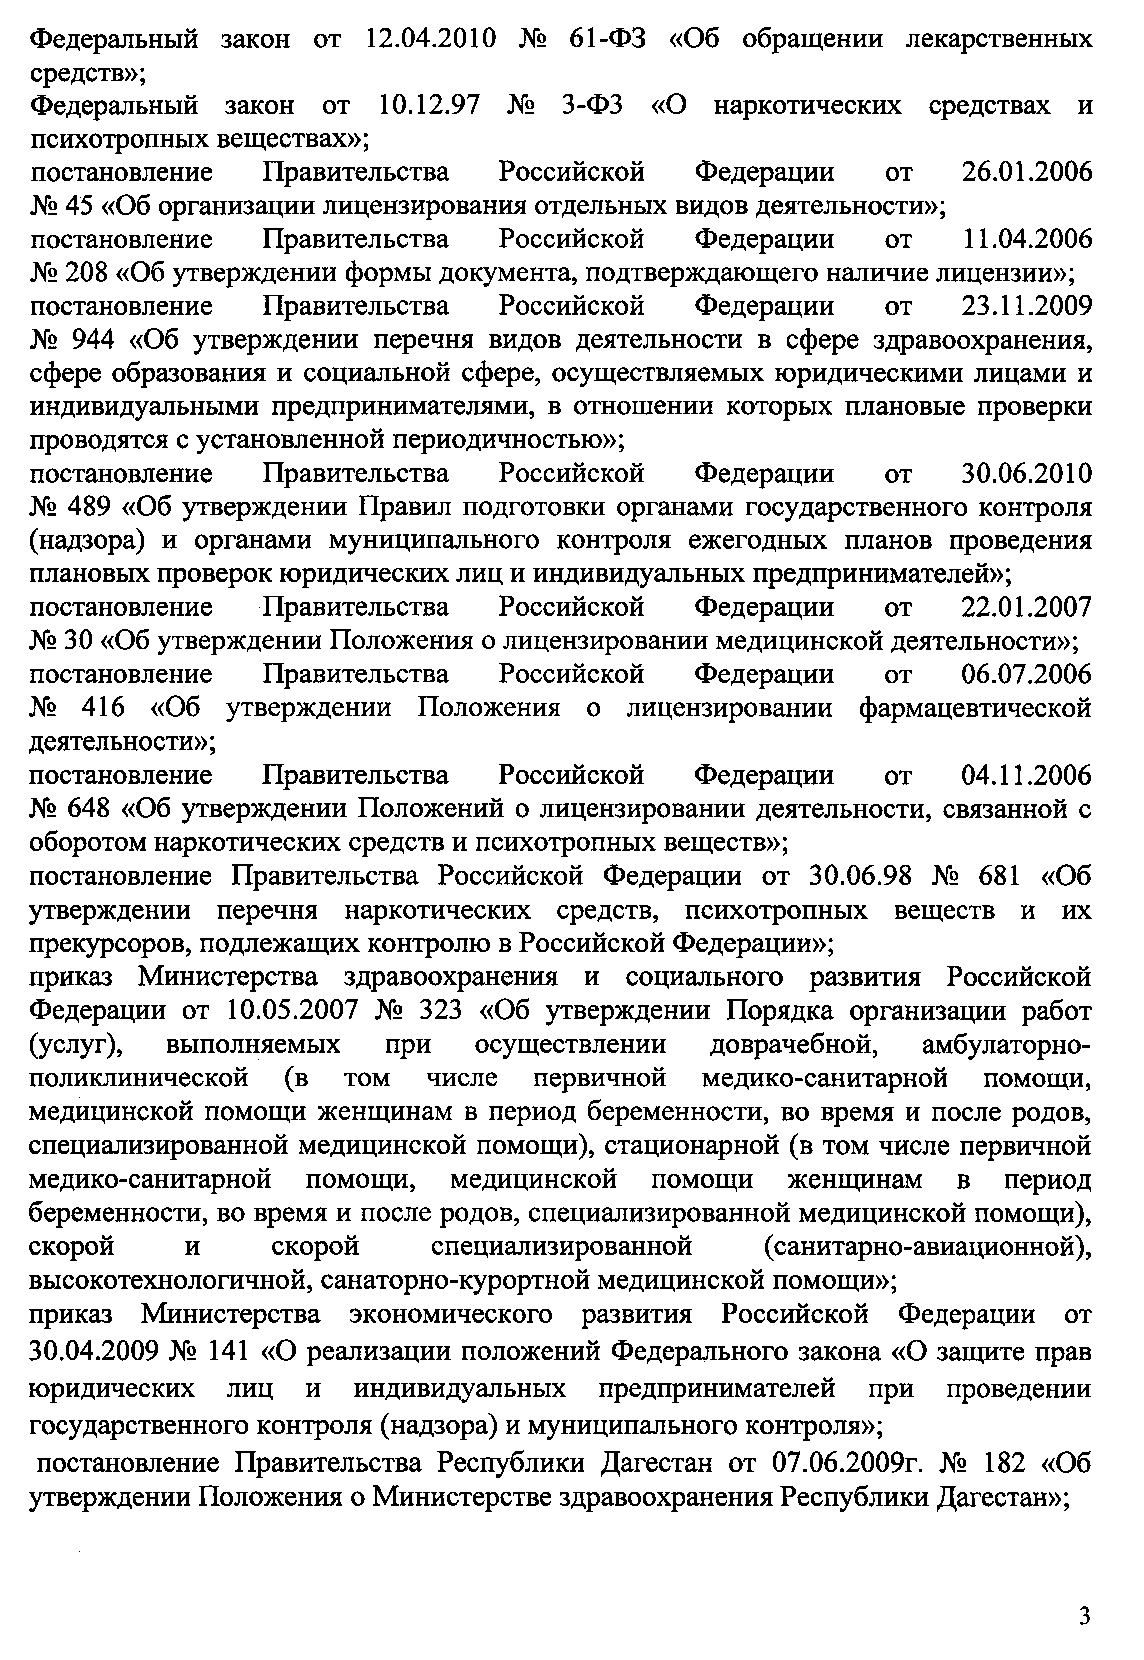 Федеральный закон от 12.04.2010 № 61-ФЗ «Об обращении лекарственных
средств»;
Федеральный закон от 10.12.97 № 3-ФЗ «О наркотических средствах и
психотропных веществах»;
постановление Правительства Российской Федерации от 26.01.2006
№ 45 «Об организации лицензирования отдельных видов деятельности»;
постановление Правительства Российской Федерации от 11.04.2006
№ 208 «Об утверждении формы документа, подтверждающего наличие лицензии»;
постановление Правительства Российской Федерации от 23.11.2009
№ 944 «Об утверждении перечня видов деятельности в сфере здравоохранения,
сфере образования и социальной сфере, осуществляемых юридическими лицами и
индивидуальными предпринимателями, в отношении которых плановые проверки
проводятся с установленной периодичностью»;
постановление Правительства Российской Федерации от 30.06.2010
№ 489 «Об утверждении Правил подготовки органами государственного контроля
(надзора) и органами муниципального контроля ежегодных планов проведения
плановых проверок юридических лиц и индивидуальных предпринимателей»;
постановление Правительства Российской Федерации от 22.01.2007
№ 30 «Об утверждении Положения о лицензировании медицинской деятельности»;
постановление Правительства Российской Федерации от 06.07.2006
№ 416 «Об утверждении Положения о лицензировании фармацевтической
деятельности»;
постановление Правительства Российской Федерации от 04.11.2006
№ 648 «Об утверждении Положений о лицензировании деятельности, связанной с
оборотом наркотических средств и психотропных веществ»;
постановление Правительства Российской Федерации от 30.06.98 № 681 «Об
утверждении перечня наркотических средств, психотропных веществ и их
прекурсоров, подлежащих контролю в Российской Федерации»;
приказ Министерства здравоохранения и социального развития Российской
Федерации от 10.05.2007 № 323 «Об утверждении Порядка организации работ
(услуг), выполняемых при осуществлении доврачебной, амбулаторно-
поликлинической (в том числе первичной медико-санитарной помощи,
медицинской помощи женщинам в период беременности, во время и после родов,
специализированной медицинской помощи), стационарной (в том числе первичной
медико-санитарной помощи, медицинской помощи женщинам в период
беременности, во время и после родов, специализированной медицинской помощи),
скорой и скорой специализированной (санитарно-авиационной),
высокотехнологичной, санаторно-курортной медицинской помощи»;
приказ Министерства экономического развития Российской Федерации от
30.04.2009 № 141 «О реализации положений Федерального закона «О защите прав
юридических лиц и индивидуальных предпринимателей при проведении
государственного контроля (надзора) и муниципального контроля»;
постановление Правительства Республики Дагестан от 07.06.2009г. № 182 «Об
утверждении Положения о Министерстве здравоохранения Республики Дагестан»;
3